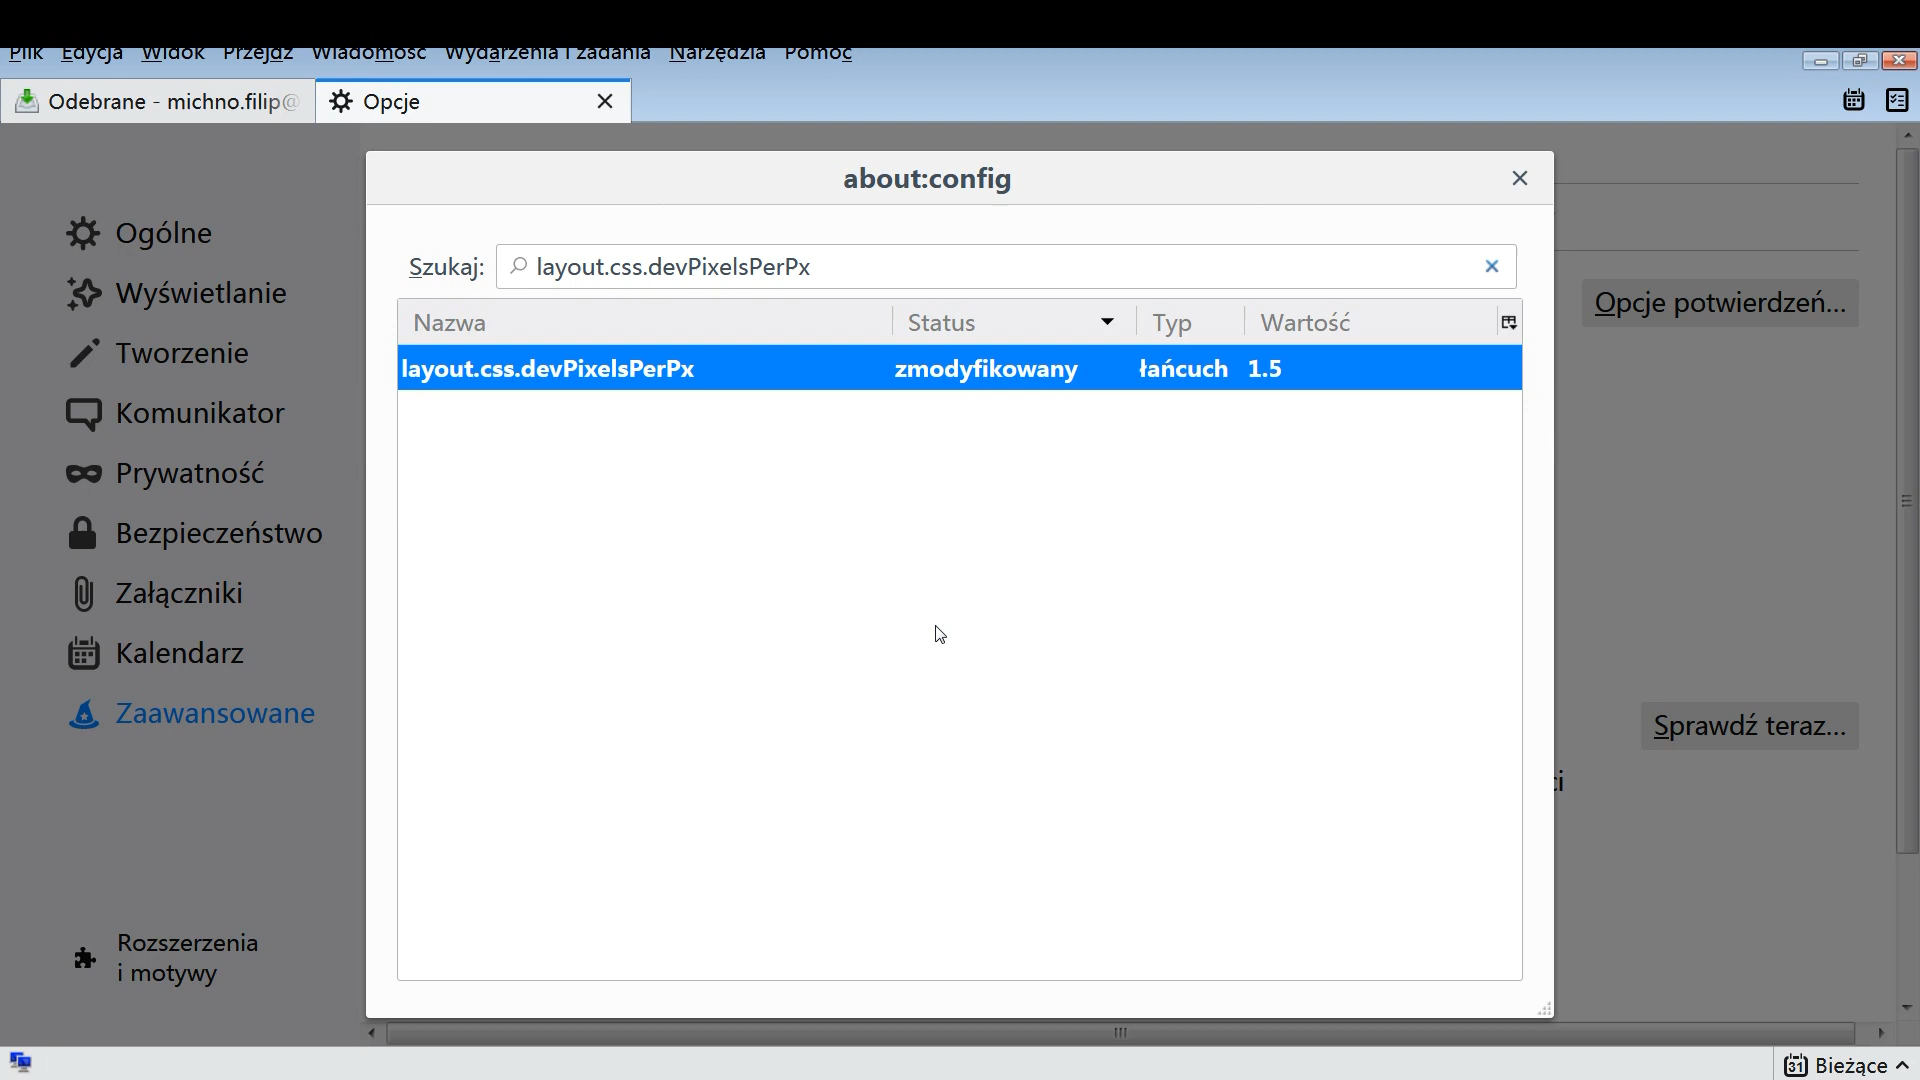 Plik Edycja Widok Przejdź Wiadomość Wydarzenia i zadania Narzędzia Pomoc
Odebrane - michno.filip@
Opcje
about:config
Szukaj: layout.css.devPixelsPerPx
Nazwa Status Typ Wartość
layout.css.devPixelsPerPx zmodyfikowany łańcuch 1.5
Ogólne
Wyświetlanie
Tworzenie
Komunikator
Prywatność
Bezpieczeństwo
Załączniki
Kalendarz
Zaawansowane
Rozszerzenia
i motywy
Opcje potwierdzeń...
Sprawdź teraz...
ci
31 Bieżące